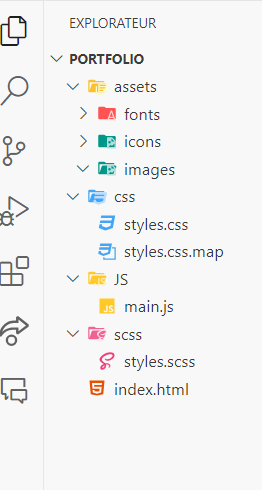 EXPLORATEUR
PORTFOLIO
assets
fonts
icons
images
css
styles.css
styles.css.map
JS
main.js
scss
styles.scss
index.html